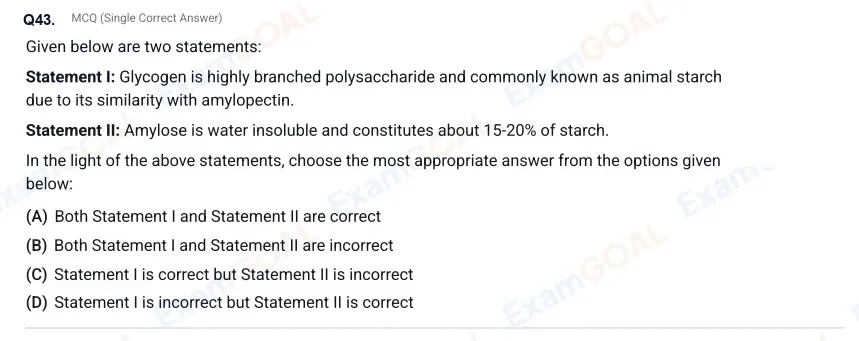 Q43. MCQ (Single Correct Answer)
Given below are two statements:
Statement I: Glycogen is highly branched polysaccharide and commonly known as animal starch
due to its similarity with amylopectin.
Statement II: Amylose is water insoluble and constitutes about 15-20% of starch.
In the light of the above statements, choose the most appropriate answer from the options given
below:
(A) Both Statement I and Statement II are correct
(B) Both Statement I and Statement II are incorrect
(C) Statement I is correct but Statement II is incorrect
(D) Statement I is incorrect but Statement II is correct
ExamGOAL